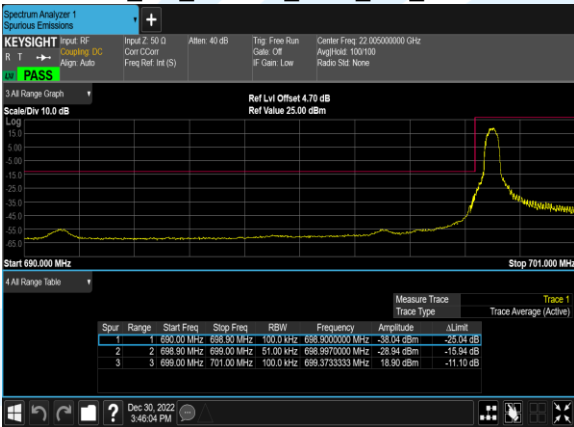 Spectrum Analyzer 1
Spurious Emissions
+
KEYSIGHT Input: RF Input Z: 50 Ω Atten: 40 dB Trig: Free Run Center Freq: 22.005000000 GHz
R T Coupling: DC Corr CCorr Gate: Off Avg|Hold: 100/100
Align: Auto Freq Ref: Int (S) IF Gain: Low Radio Std: None
PASS
3 All Range Graph
Ref Lvl Offset 4.70 dB
Scale/Div 10.0 dB Ref Value 25.00 dBm
Log
15.0
5.00
-5.00
-15.0
-25.0
-35.0
-45.0
-55.0
-65.0
Start 690.000 MHz Stop 701.000 MHz
4 All Range Table
Measure Trace Trace 1
Trace Type Trace Average (Active)
Spur Range Start Freq Stop Freq RBW Frequency Amplitude ΔLimit
1 1 690.00 MHz 698.90 MHz 100.0 kHz 698.9000000 MHz -38.04 dBm -25.04 dB
2 2 698.90 MHz 699.00 MHz 51.00 kHz 698.9970000 MHz -28.94 dBm -15.94 dB
3 3 699.00 MHz 701.00 MHz 100.0 kHz 699.3733333 MHz 18.90 dBm -11.10 dB
? Dec 30, 2022
3:46:04 PM